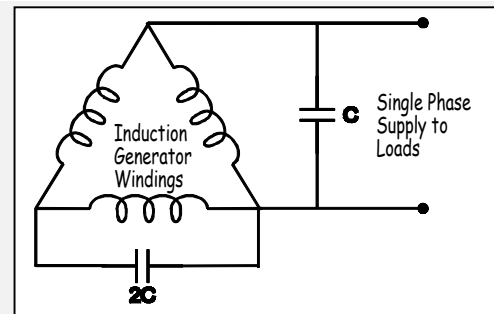 C
Single Phase
Supply to
Loads
Induction
Generator
Windings
2C